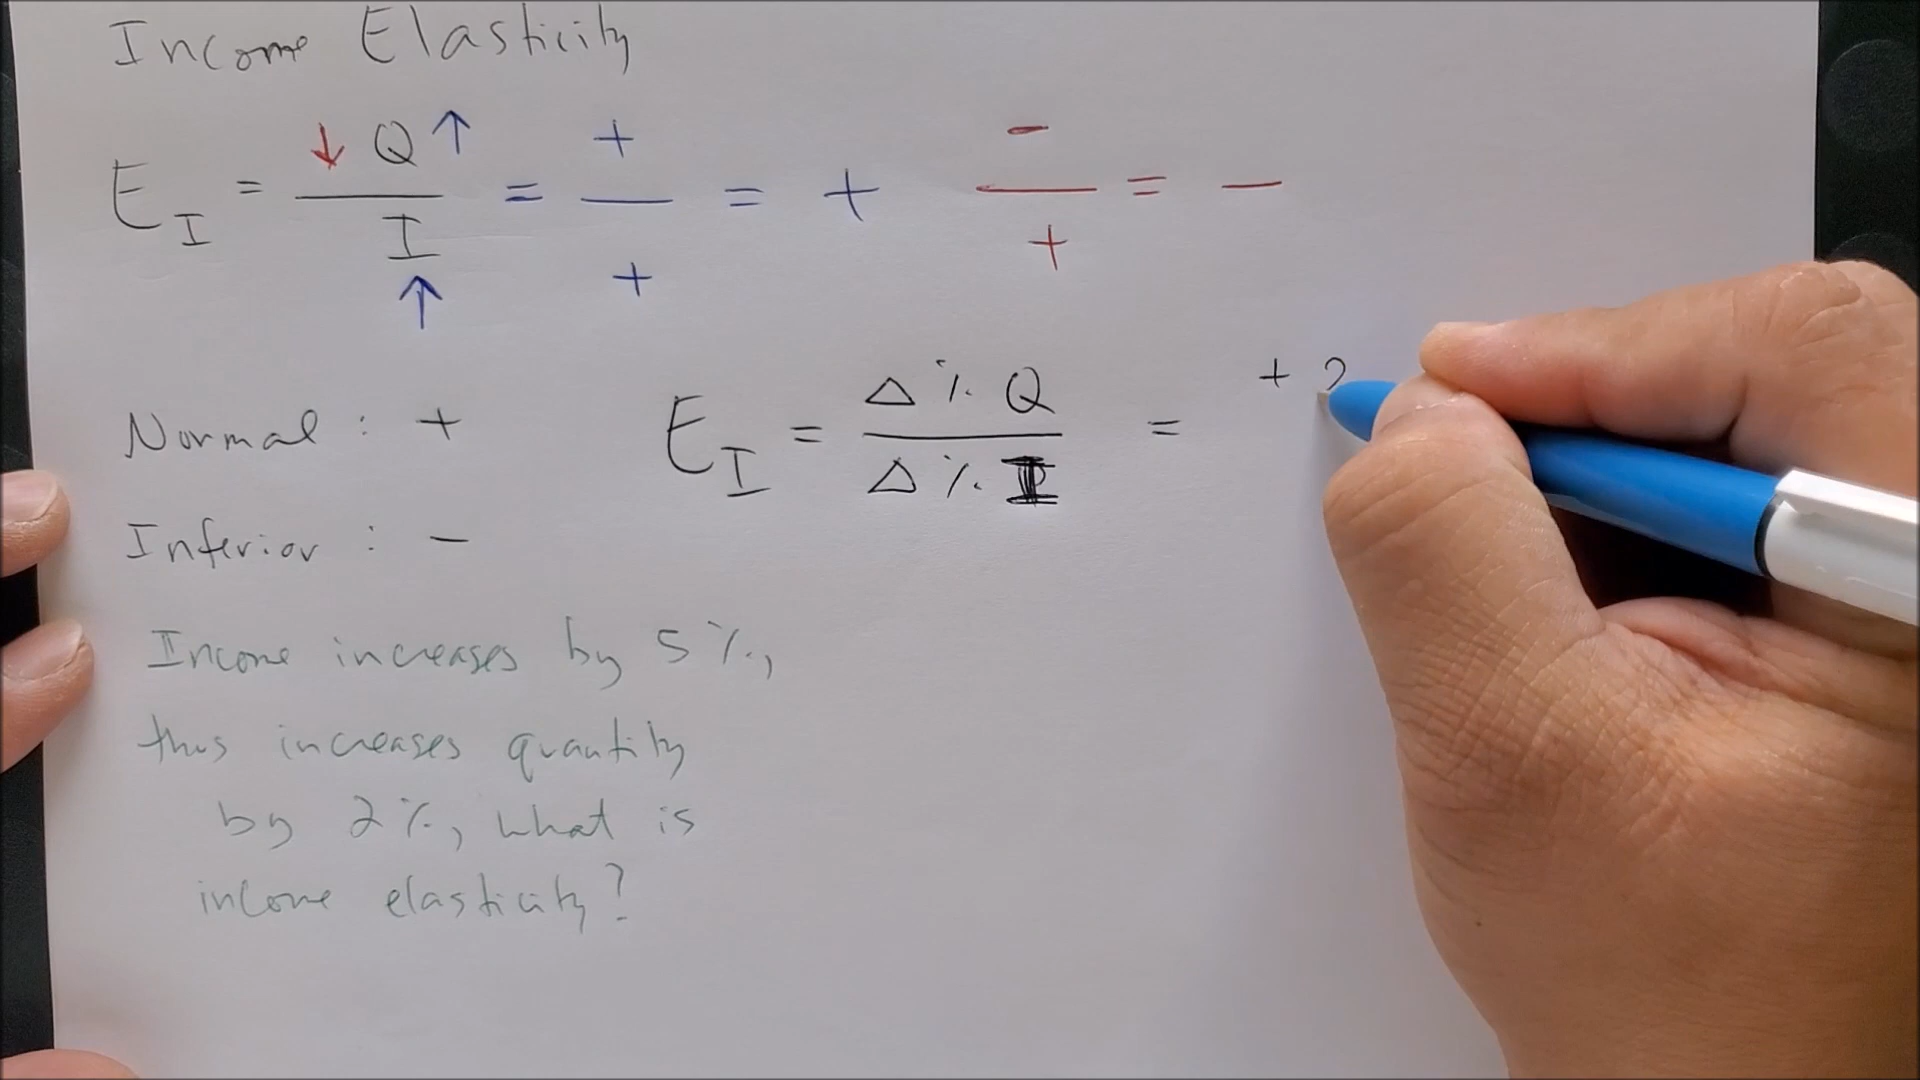 Income Elasticity
E_I = ↓ Q ↑ / I ↑ = + / + = + - / + = -
Normal : +
Inferior : -
E_I = Δ % Q / Δ % I = + 2
Income increases by 5 %,
thus increases quantity
by 2 %, what is
income elasticity?